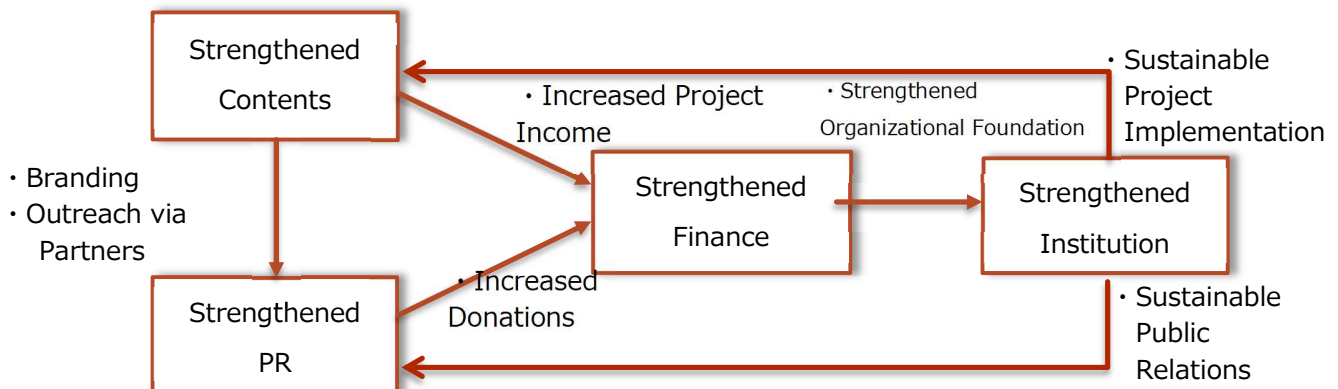 Strengthened
Contents
・Increased Project
Income
・Strengthened
Organizational Foundation
・Sustainable
Project
Implementation
・Branding
・Outreach via
Partners
Strengthened
Finance
Strengthened
Institution
・Increased
Donations
Strengthened
PR
・Sustainable
Public
Relations